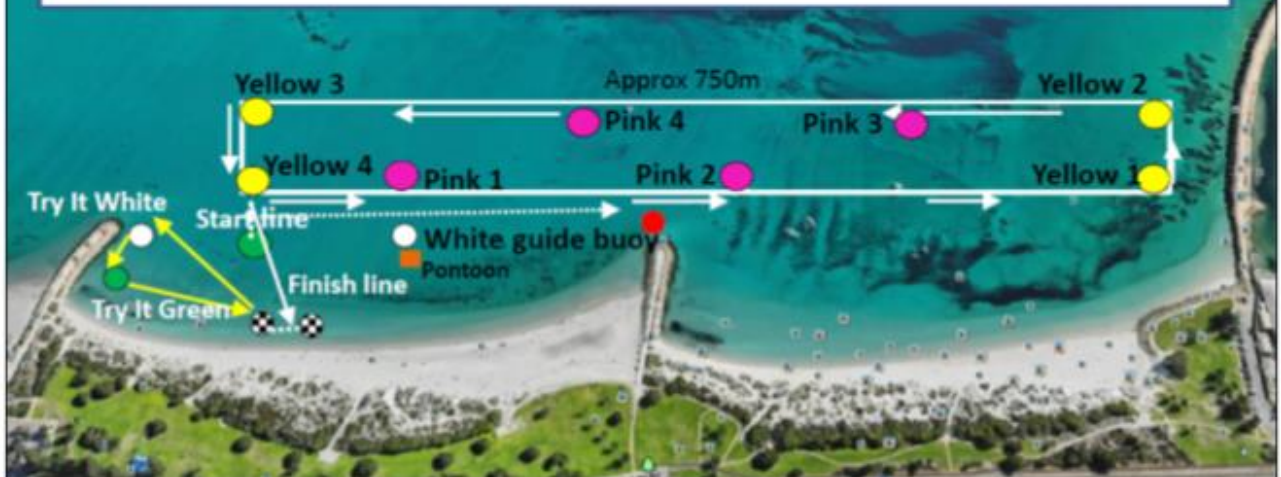 Yellow 3
Approx 750m
Yellow 2
Pink 4
Pink 3
Yellow 4
Pink 1
Pink 2
Yellow 1
Try It White
Start line
White guide buoy
Pontoon
Finish line
Try It Green